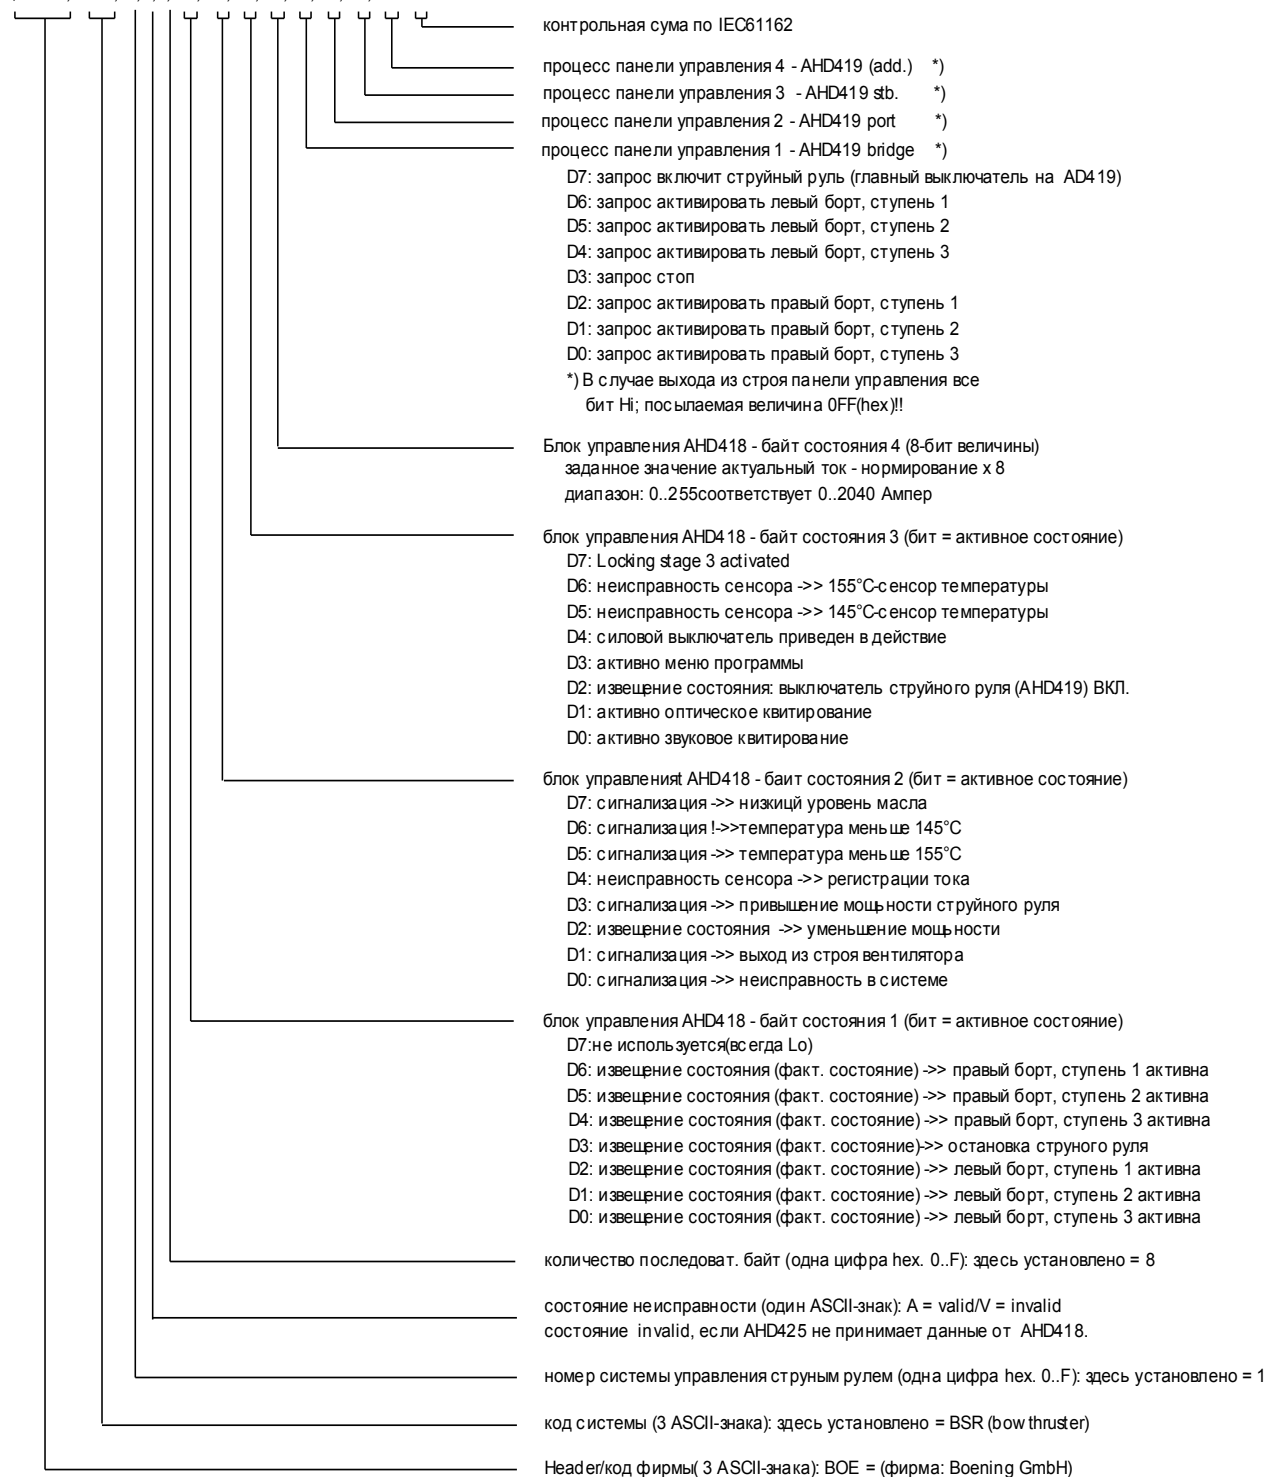 контрольная сума по IEC61162
процесс панели управления 4 - AHD419 (add.) *)
процесс панели управления 3 - AHD419 stb. *)
процесс панели управления 2 - AHD419 port *)
процесс панели управления 1 - AHD419 bridge *)
D7: запрос включит струйный руль (главный выключатель на AD419)
D6: запрос активировать левый борт, ступень 1
D5: запрос активировать левый борт, ступень 2
D4: запрос активировать левый борт, ступень 3
D3: запрос стоп
D2: запрос активировать правый борт, ступень 1
D1: запрос активировать правый борт, ступень 2
D0: запрос активировать правый борт, ступень 3
*) В случае выхода из строя панели управления все
бит Hi; посылаемая величина 0FF(hex)!!
Блок управления AHD418 - байт состояния 4 (8-бит величины)
заданное значение актуальный ток - нормирование x 8
диапазон: 0..255соответствует 0..2040 Ампер
блок управления AHD418 - байт состояния 3 (бит = активное состояние)
D7: Locking stage 3 activated
D6: неисправность сенсора ->> 155°C-сенсор температуры
D5: неисправность сенсора ->> 145°C-сенсор температуры
D4: силовой выключатель приведен в действие
D3: активно меню программы
D2: извещение состояния: выключатель струйного руля (AHD419) ВКЛ.
D1: активно оптическое квитирование
D0: активно звуковое квитирование
блок управленияt AHD418 - баит состояния 2 (бит = активное состояние)
D7: сигнализация ->> низкицй уровень масла
D6: сигнализация !->>температура меньше 145°C
D5: сигнализация ->> температура меньше 155°C
D4: неисправность сенсора ->> регистрации тока
D3: сигнализация ->> привышение мощьности струйного руля
D2: извещение состояния ->> уменьшение мощьности
D1: сигнализация ->> выход из строя вентилятора
D0: сигнализация ->> неисправность в системе
блок управления AHD418 - байт состояния 1 (бит = активное состояние)
D7:не используется(всегда Lo)
D6: извещение состояния (факт. состояние) ->> правый борт, ступень 1 активна
D5: извещение состояния (факт. состояние) ->> правый борт, ступень 2 активна
D4: извещение состояния (факт. состояние) ->> правый борт, ступень 3 активна
D3: извещение состояния (факт. состояние)->> остановка струного руля
D2: извещение состояния (факт. состояние) ->> левый борт, ступень 1 активна
D1: извещение состояния (факт. состояние) ->> левый борт, ступень 2 активна
D0: извещение состояния (факт. состояние) ->> левый борт, ступень 3 активна
количество последоват. байт (одна цифра hex. 0..F): здесь установлено = 8
состояние неисправности (один ASCII-знак): A = valid/V = invalid
состояние invalid, если AHD425 не принимает данные от AHD418.
номер системы управления струным рулем (одна цифра hex. 0..F): здесь установлено = 1
код системы (3 ASCII-знака): здесь установлено = BSR (bow thruster)
Header/код фирмы( 3 ASCII-знака): BOE = (фирма: Boening GmbH)